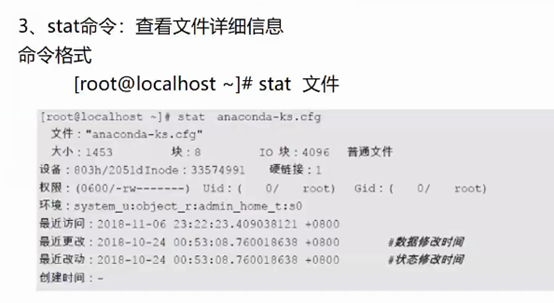 3、stat命令：查看文件详细信息
命令格式
[root@localhost ~]# stat 文件
[root@localhost ~]# stat anaconda-ks.cfg
文件："anaconda-ks.cfg"
大小：1453 块：8 IO 块：4096 普通文件
设备：803h/2051dInode：33574991 硬链接：1
权限：(0600/-rw-------) Uid：( 0/ root) Gid：( 0/ root)
环境：system_u:object_r:admin_home_t:s0
最近访问：2018-11-06 23:22:23.409038121 +0800
最近更改：2018-10-24 00:53:08.760018638 +0800 #数据修改时间
最近改动：2018-10-24 00:53:08.760018638 +0800 #状态修改时间
创建时间：-